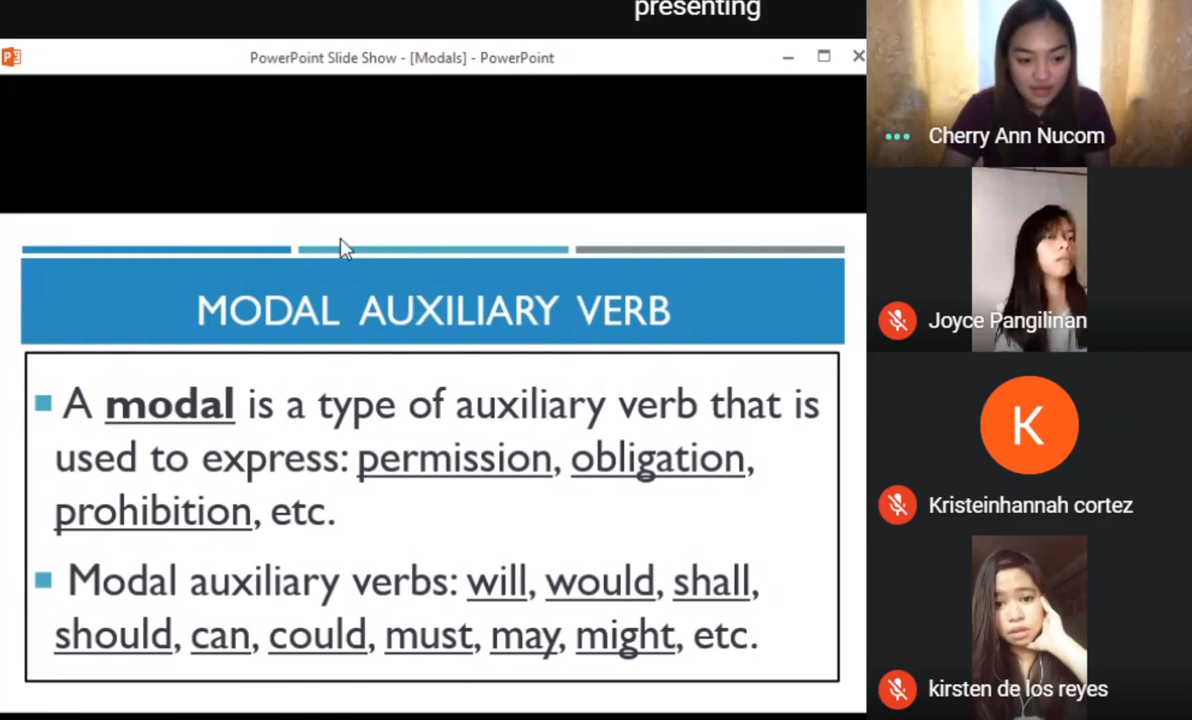 presenting
PowerPoint Slide Show - [Modals] - PowerPoint
MODAL AUXILIARY VERB
A modal is a type of auxiliary verb that is
used to express: permission, obligation,
prohibition, etc.
Modal auxiliary verbs: will, would, shall,
should, can, could, must, may, might, etc.
Cherry Ann Nucom
Joyce Pangilinan
K
Kristeinhannah cortez
kirsten de los reyes